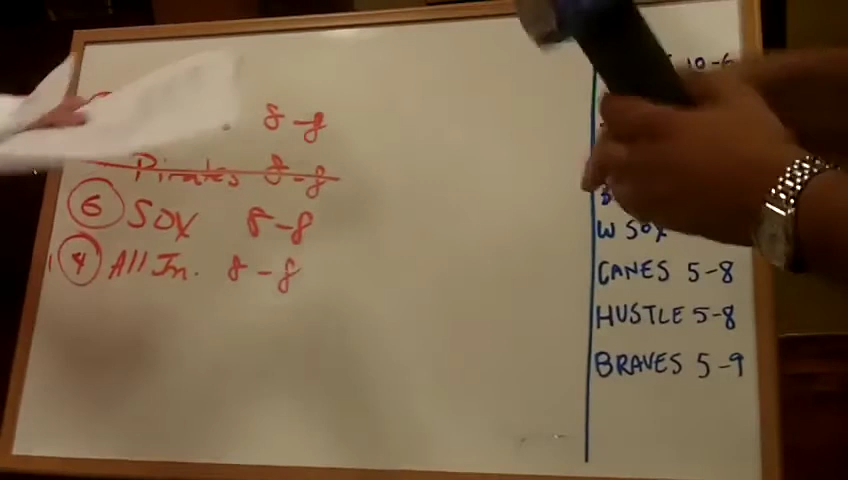 8-8
Pirates 8-8
6 SOX 8-8
4 All In. 8-8
10-6
W SOX
CANES 5-8
HUSTLE 5-8
BRAVES 5-9